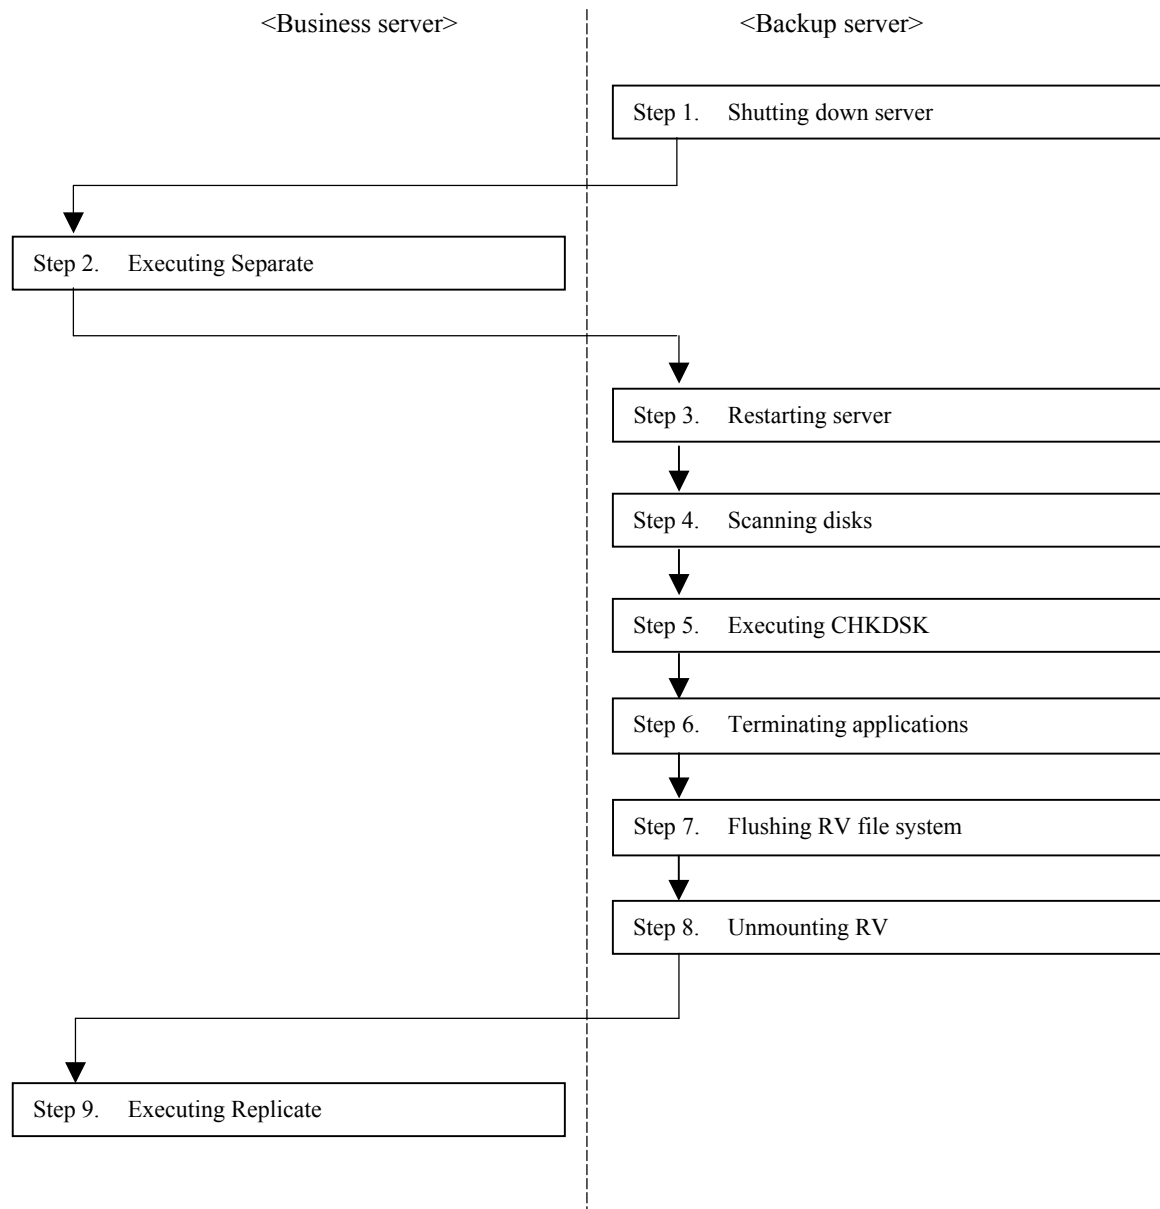 <Business server>
<Backup server>
Step 1. Shutting down server
Step 2. Executing Separate
Step 3. Restarting server
Step 4. Scanning disks
Step 5. Executing CHKDSK
Step 6. Terminating applications
Step 7. Flushing RV file system
Step 8. Unmounting RV
Step 9. Executing Replicate